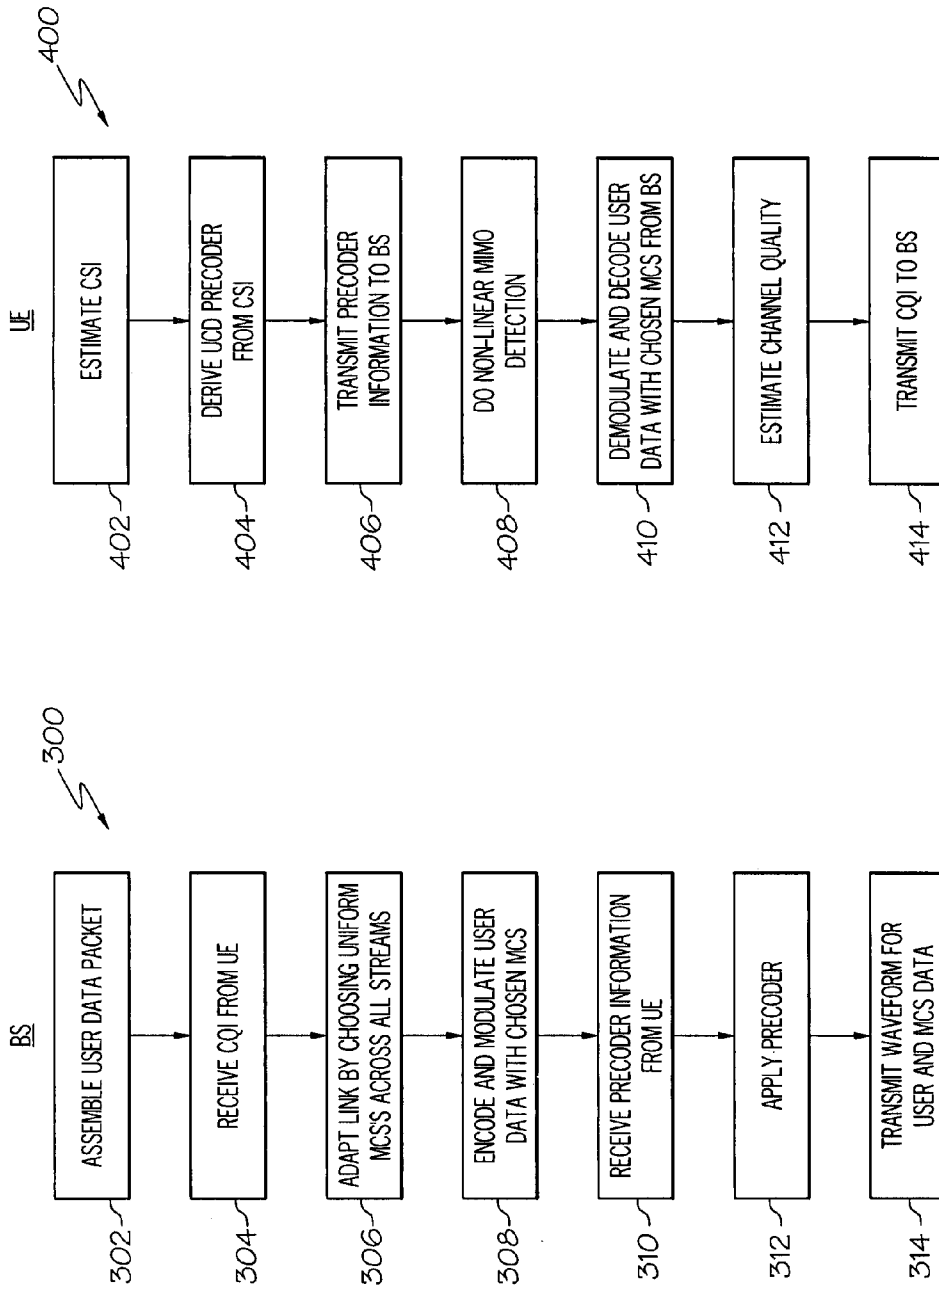 BS
300
302
ASSEMBLE USER DATA PACKET
304
RECEIVE CQI FROM UE
306
ADAPT LINK BY CHOOSING UNIFORM
MCS'S ACROSS ALL STREAMS
308
ENCODE AND MODULATE USER
DATA WITH CHOSEN MCS
310
RECEIVE PRECODER INFORMATION
FROM UE
312
APPLY PRECODER
314
TRANSMIT WAVEFORM FOR
USER AND MCS DATA
UE
400
402
ESTIMATE CSI
404
DERIVE UCD PRECODER
FROM CSI
406
TRANSMIT PRECODER
INFORMATION TO BS
408
DO NON-LINEAR MIMO
DETECTION
410
DEMODULATE AND DECODE USER
DATA WITH CHOSEN MCS FROM BS
412
ESTIMATE CHANNEL QUALITY
414
TRANSMIT CQI TO BS